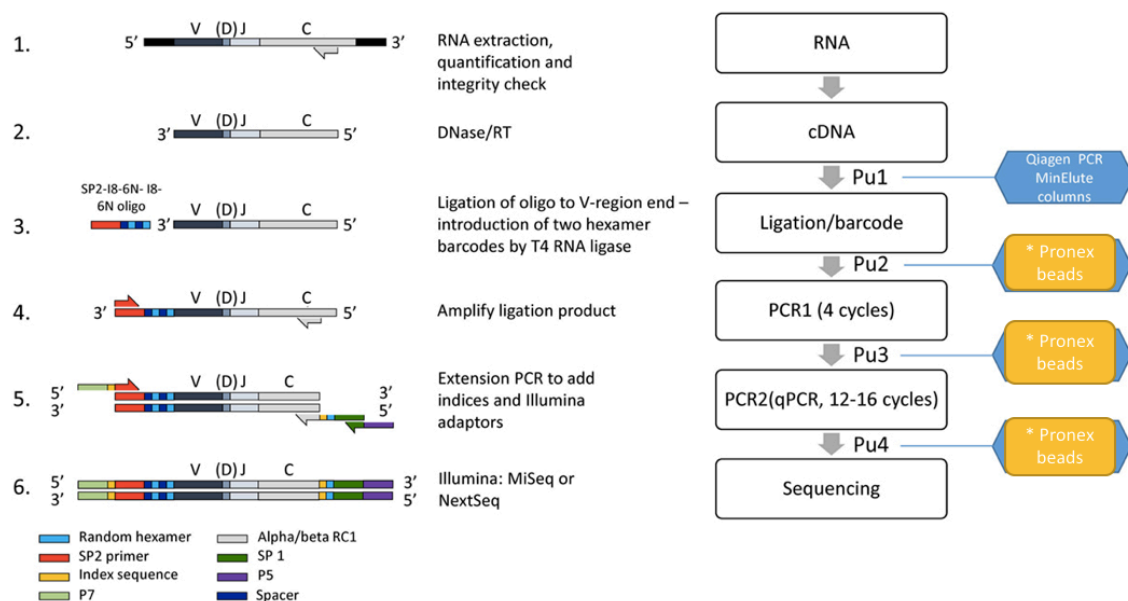 1.
5′
V (D) J C
3′
RNA extraction,
quantification and
integrity check
2.
3′
V (D) J C
5′
DNase/RT
SP2-I8-6N- I8-
6N oligo
3.
3′
V (D) J C
5′
Ligation of oligo to V-region end –
introduction of two hexamer
barcodes by T4 RNA ligase
4.
3′
V (D) J C
5′
Amplify ligation product
5.
5′
3′
V (D) J C
3′
5′
Extension PCR to add
indices and Illumina
adaptors
6.
5′
3′
V (D) J C
3′
5′
Illumina: MiSeq or
NextSeq
Random hexamer
SP2 primer
Index sequence
P7
Alpha/beta RC1
SP 1
P5
Spacer
RNA
cDNA
Pu1
Qiagen PCR
MinElute
columns
Ligation/barcode
Pu2
* Pronex
beads
PCR1 (4 cycles)
Pu3
* Pronex
beads
PCR2(qPCR, 12-16 cycles)
Pu4
* Pronex
beads
Sequencing